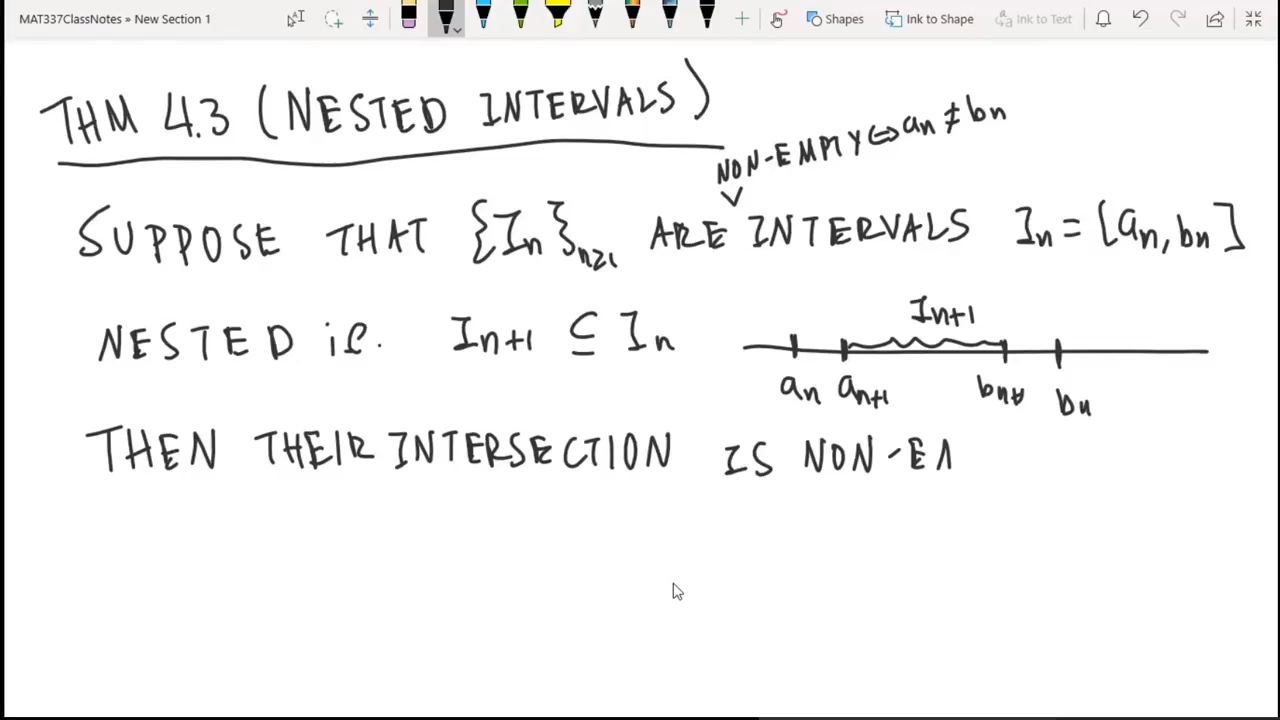 MAT337ClassNotes » New Section 1
Shapes
Ink to Shape
Ink to Text
THM 4.3 (NESTED INTERVALS)
NON-EMPTY ⇔ an ≠ bn
SUPPOSE THAT {In}n≥1 ARE INTERVALS In = [an, bn]
NESTED ie. In+1 ⊆ In
In+1
an an+1 bn+1 bn
THEN THEIR INTERSECTION IS NON-E